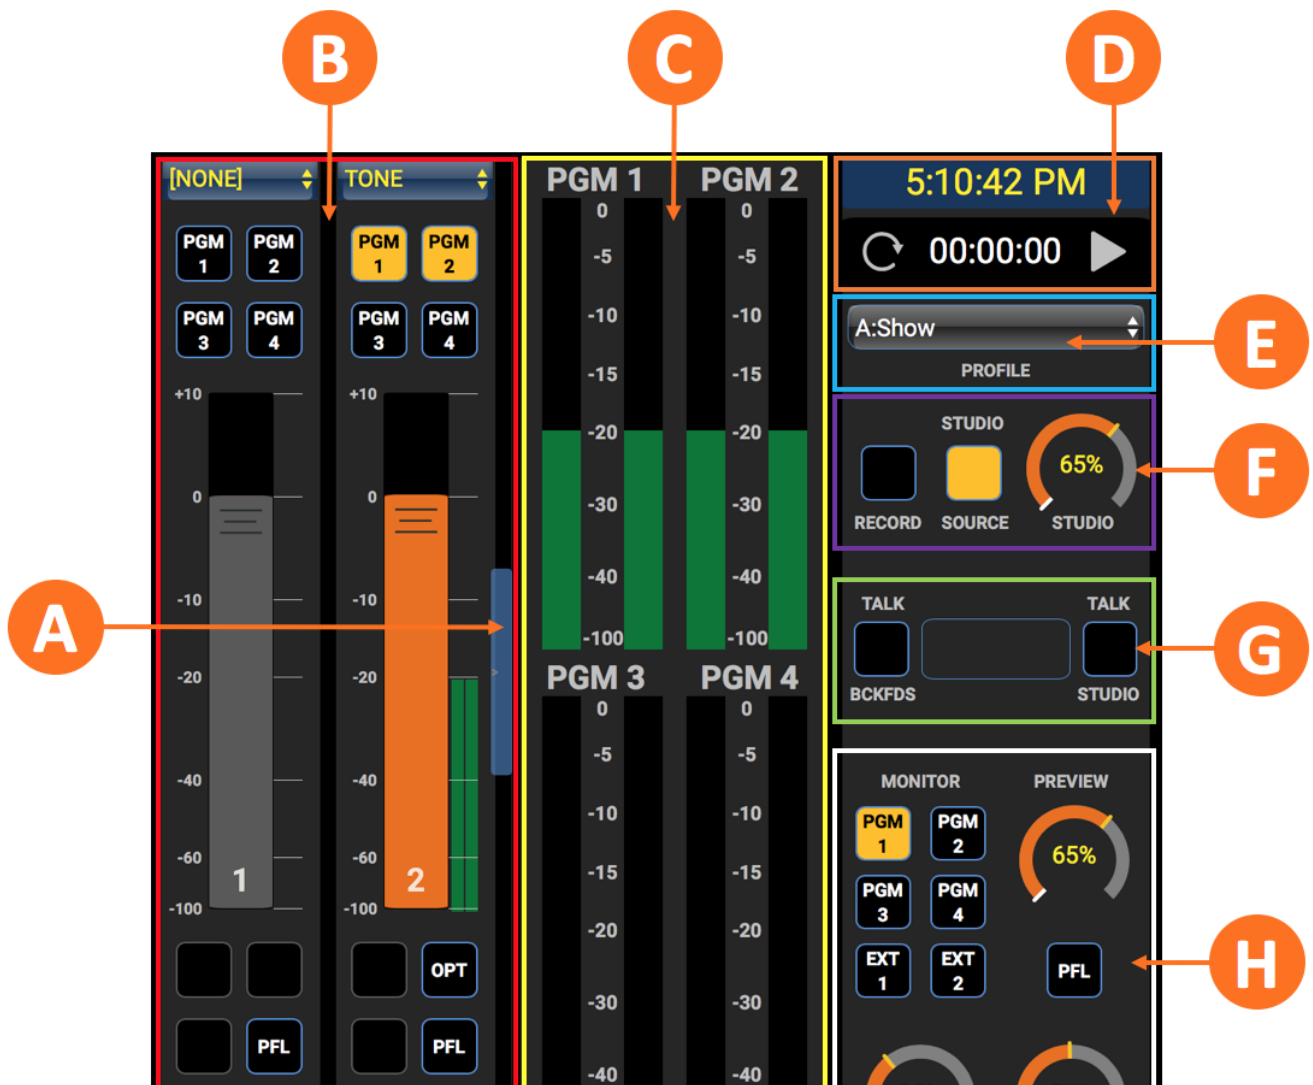 B
C
D
[NONE]
TONE
PGM 1
PGM 2
5:10:42 PM
PGM
1
PGM
2
PGM
1
PGM
2
0
0
-5
-5
00:00:00
PGM
3
PGM
4
PGM
3
PGM
4
-10
-10
A:Show
E
-15
-15
PROFILE
+10
+10
-20
-20
STUDIO
65%
F
0
0
-30
-30
RECORD
SOURCE
STUDIO
-10
-10
-40
-40
TALK
TALK
A
-100
-100
G
-20
-20
>
PGM 3
PGM 4
BCKFDS
STUDIO
0
0
-5
-5
-40
-40
MONITOR
PREVIEW
-10
-10
PGM
1
PGM
2
65%
-60
-60
1
2
-15
-15
PGM
3
PGM
4
-100
-100
-20
-20
OPT
EXT
1
EXT
2
PFL
H
-30
-30
PFL
PFL
-40
-40